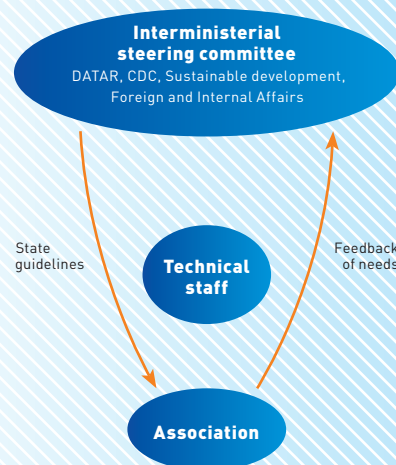 Interministerial
steering committee
DATAR, CDC, Sustainable development,
Foreign and Internal Affairs
State
guidelines
Feedback
of needs
Technical
staff
Association